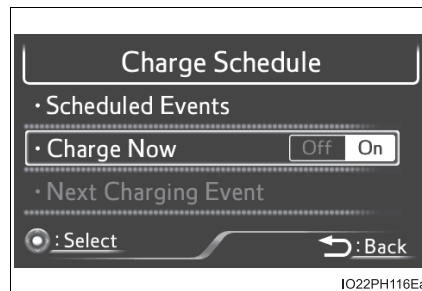 Charge Schedule
· Scheduled Events
· Charge Now Off On
· Next Charging Event
: Select : Back
IO22PH116Ea